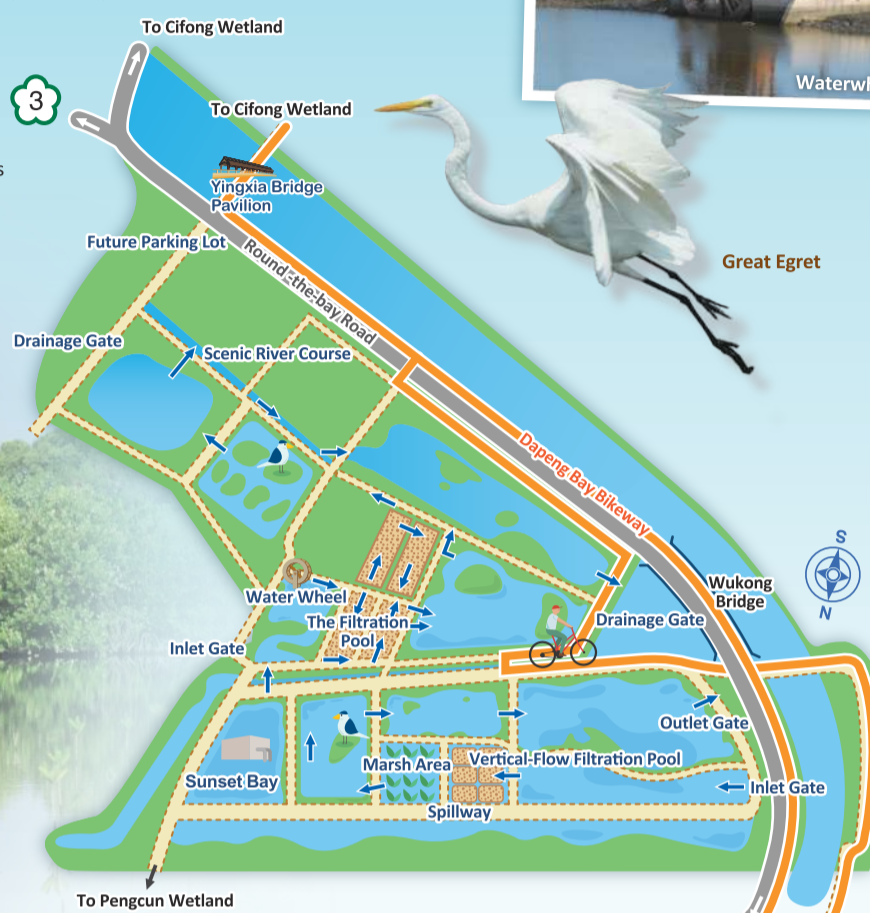 To Cifong Wetland
3
To Cifong Wetland
Waterwh
s
Yingxia Bridge
Pavilion
Future Parking Lot
Round-the-bay Road
Great Egret
Drainage Gate
Scenic River Course
Dapeng Bay Bikeway
S
N
Wukong
Bridge
Water Wheel
The Filtration
Pool
Drainage Gate
Inlet Gate
Outlet Gate
Marsh Area
Vertical-Flow Filtration Pool
Sunset Bay
Inlet Gate
Spillway
To Pengcun Wetland